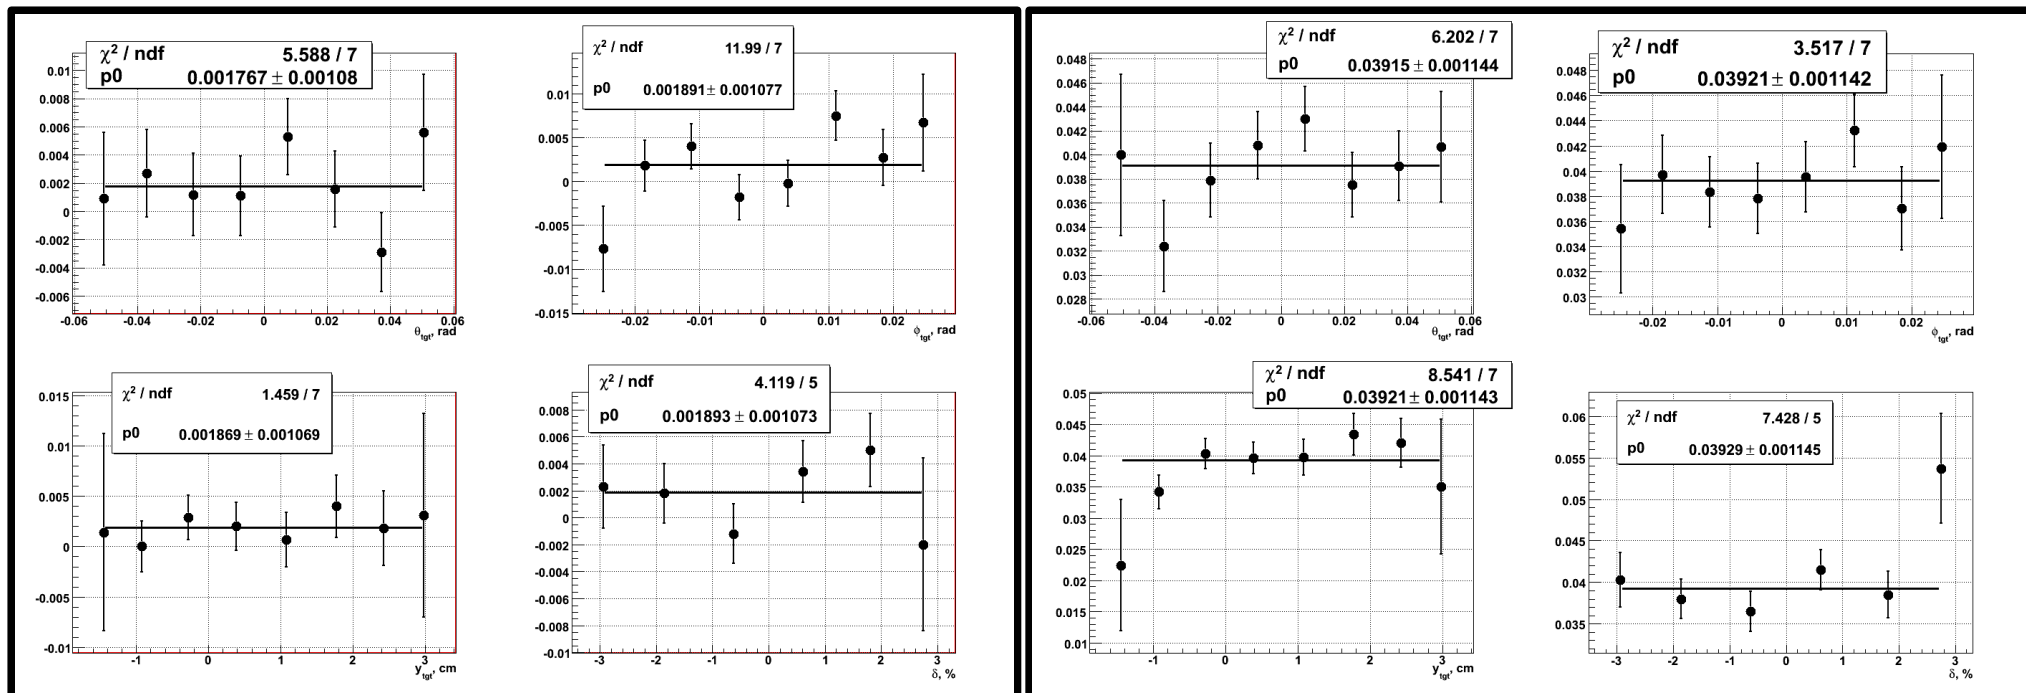 χ² / ndf 5.588 / 7
p0 0.001767 ± 0.00108
0.01
0.008
0.006
0.004
0.002
0
-0.002
-0.004
-0.006
-0.06 -0.04 -0.02 0 0.02 0.04 0.06
θtgt, rad
χ² / ndf 11.99 / 7
p0 0.001891 ± 0.001077
0.01
0.005
0
-0.005
-0.01
-0.015
-0.02 -0.01 0 0.01 0.02
ϕtgt, rad
χ² / ndf 1.459 / 7
p0 0.001869 ± 0.001069
0.015
0.01
0.005
0
-0.005
-0.01
-1 0 1 2 3
ytgt, cm
χ² / ndf 4.119 / 5
p0 0.001893 ± 0.001073
0.008
0.006
0.004
0.002
0
-0.002
-0.004
-0.006
-0.008
-0.01
-3 -2 -1 0 1 2 3
δ, %
χ² / ndf 6.202 / 7
p0 0.03915 ± 0.001144
0.048
0.046
0.044
0.042
0.04
0.038
0.036
0.034
0.032
0.03
0.028
-0.06 -0.04 -0.02 0 0.02 0.04 0.06
θtgt, rad
χ² / ndf 3.517 / 7
p0 0.03921 ± 0.001142
0.048
0.046
0.044
0.042
0.04
0.038
0.036
0.034
0.032
0.03
-0.02 -0.01 0 0.01 0.02
ϕtgt, rad
χ² / ndf 8.541 / 7
p0 0.03921 ± 0.001143
0.05
0.045
0.04
0.035
0.03
0.025
0.02
0.015
0.01
-1 0 1 2 3
ytgt, cm
χ² / ndf 7.428 / 5
p0 0.03929 ± 0.001145
0.06
0.055
0.05
0.045
0.04
0.035
-3 -2 -1 0 1 2 3
δ, %